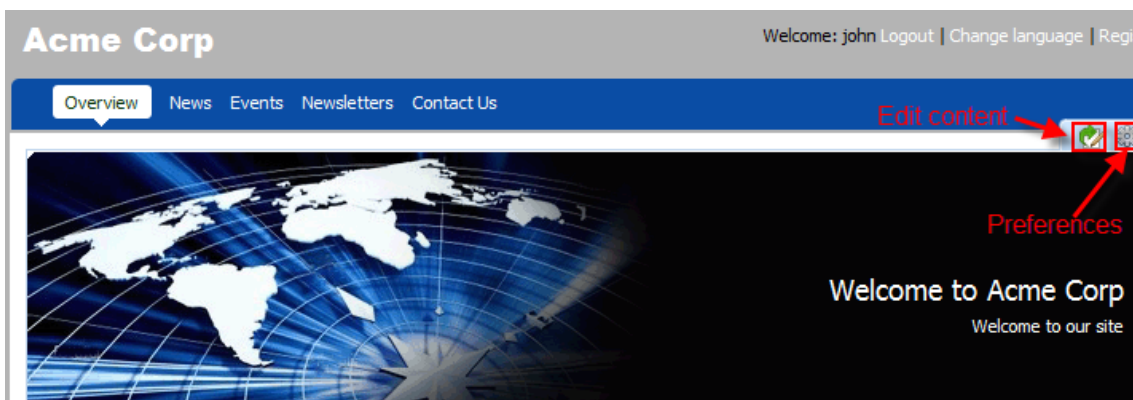 Acme Corp
Welcome: john Logout | Change language |
Overview News Events Newsletters Contact Us
Edit content
Preferences
Welcome to Acme Corp
Welcome to our site